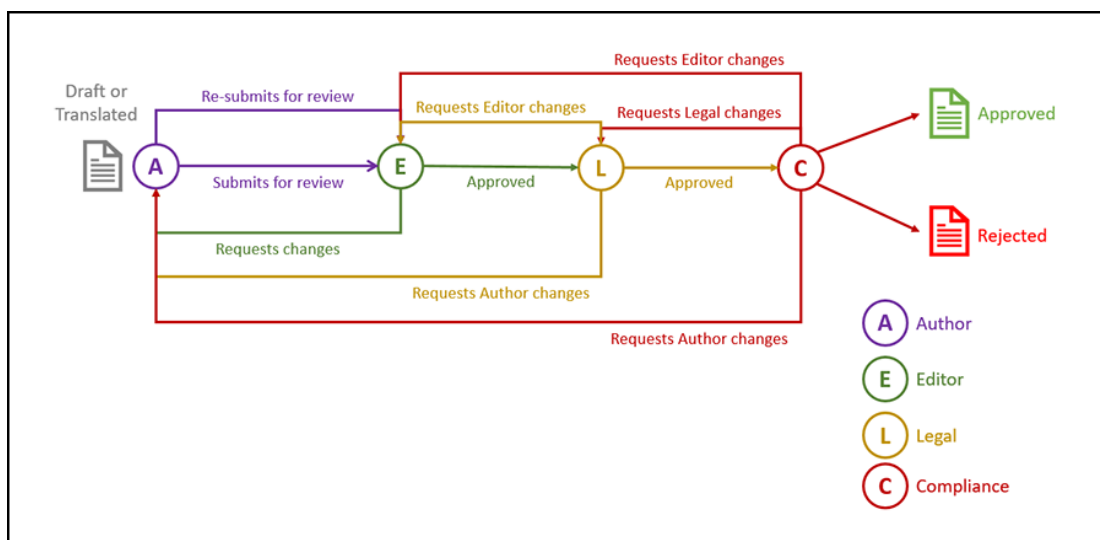 Requests Editor changes
Draft or
Translated
Re-submits for review
Requests Editor changes
Requests Legal changes
Approved
A
E
L
C
Submits for review
Approved
Approved
Rejected
Requests changes
Requests Author changes
Requests Author changes
A Author
E Editor
L Legal
C Compliance